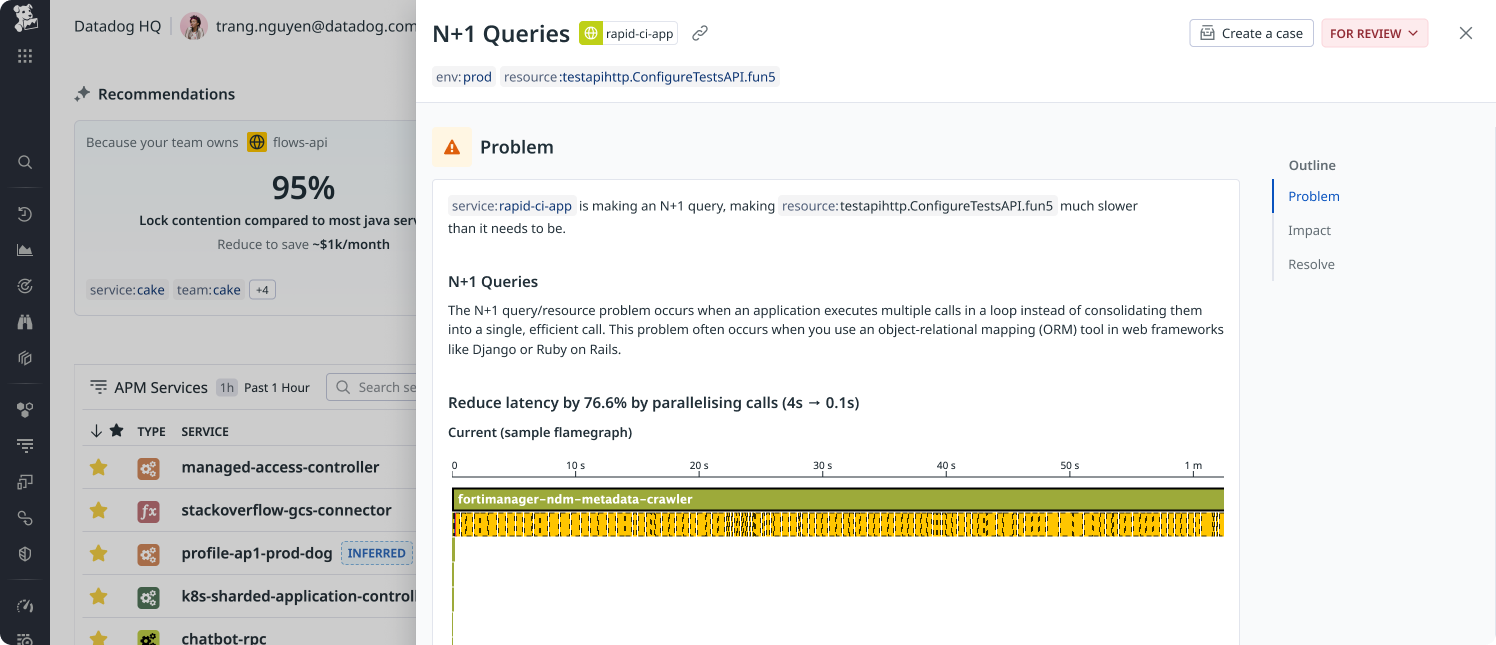 Datadog HQ
trang.nguyen@datadog.com
Recommendations
Because your team owns flows-api
95%
Lock contention compared to most java serv
Reduce to save ~$1k/month
service:cake team:cake +4
APM Services 1h Past 1 Hour Search se
TYPE SERVICE
managed-access-controller
fx stackoverflow-gcs-connector
profile-ap1-prod-dog INFERRED
k8s-sharded-application-controll
chatbot-rpc
N+1 Queries rapid-ci-app
Create a case FOR REVIEW
env:prod resource:testapihttp.ConfigureTestsAPI.fun5
Problem
service:rapid-ci-app is making an N+1 query, making resource:testapihttp.ConfigureTestsAPI.fun5 much slower
than it needs to be.
N+1 Queries
The N+1 query/resource problem occurs when an application executes multiple calls in a loop instead of consolidating them
into a single, efficient call. This problem often occurs when you use an object-relational mapping (ORM) tool in web frameworks
like Django or Ruby on Rails.
Reduce latency by 76.6% by parallelising calls (4s → 0.1s)
Current (sample flamegraph)
0 10 s 20 s 30 s 40 s 50 s 1 m
fortimanager-ndm-metadata-crawler
Outline
Problem
Impact
Resolve